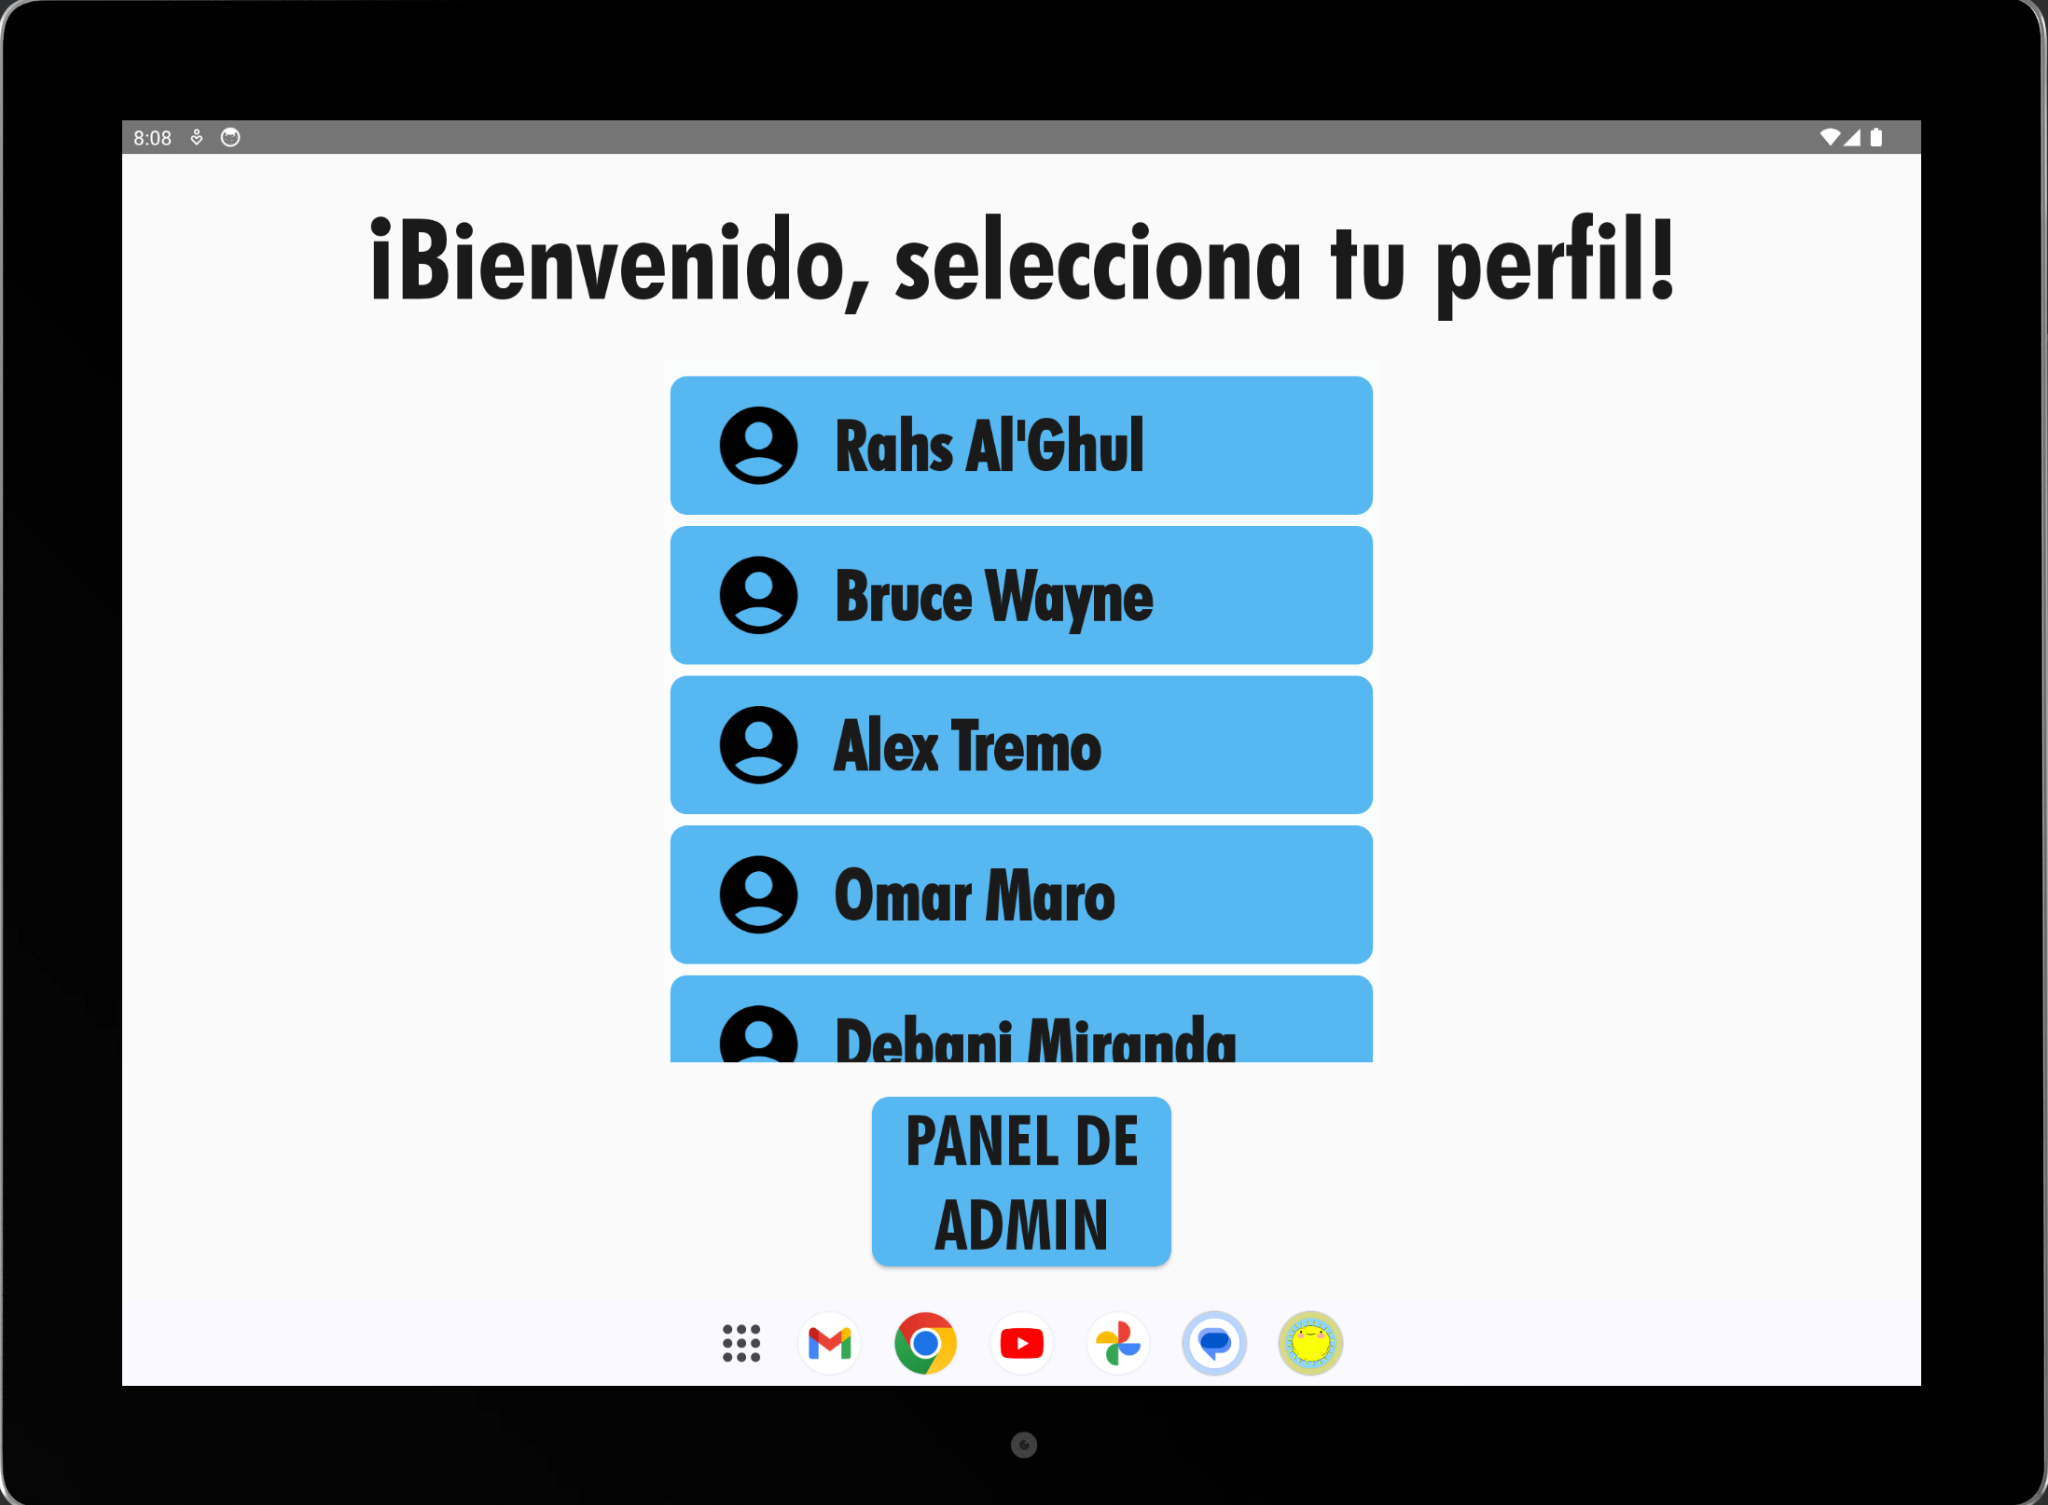 8:08
¡Bienvenido, selecciona tu perfil!
Rahs Al'Ghul
Bruce Wayne
Alex Tremo
Omar Maro
Debani Miranda
PANEL DE
ADMIN